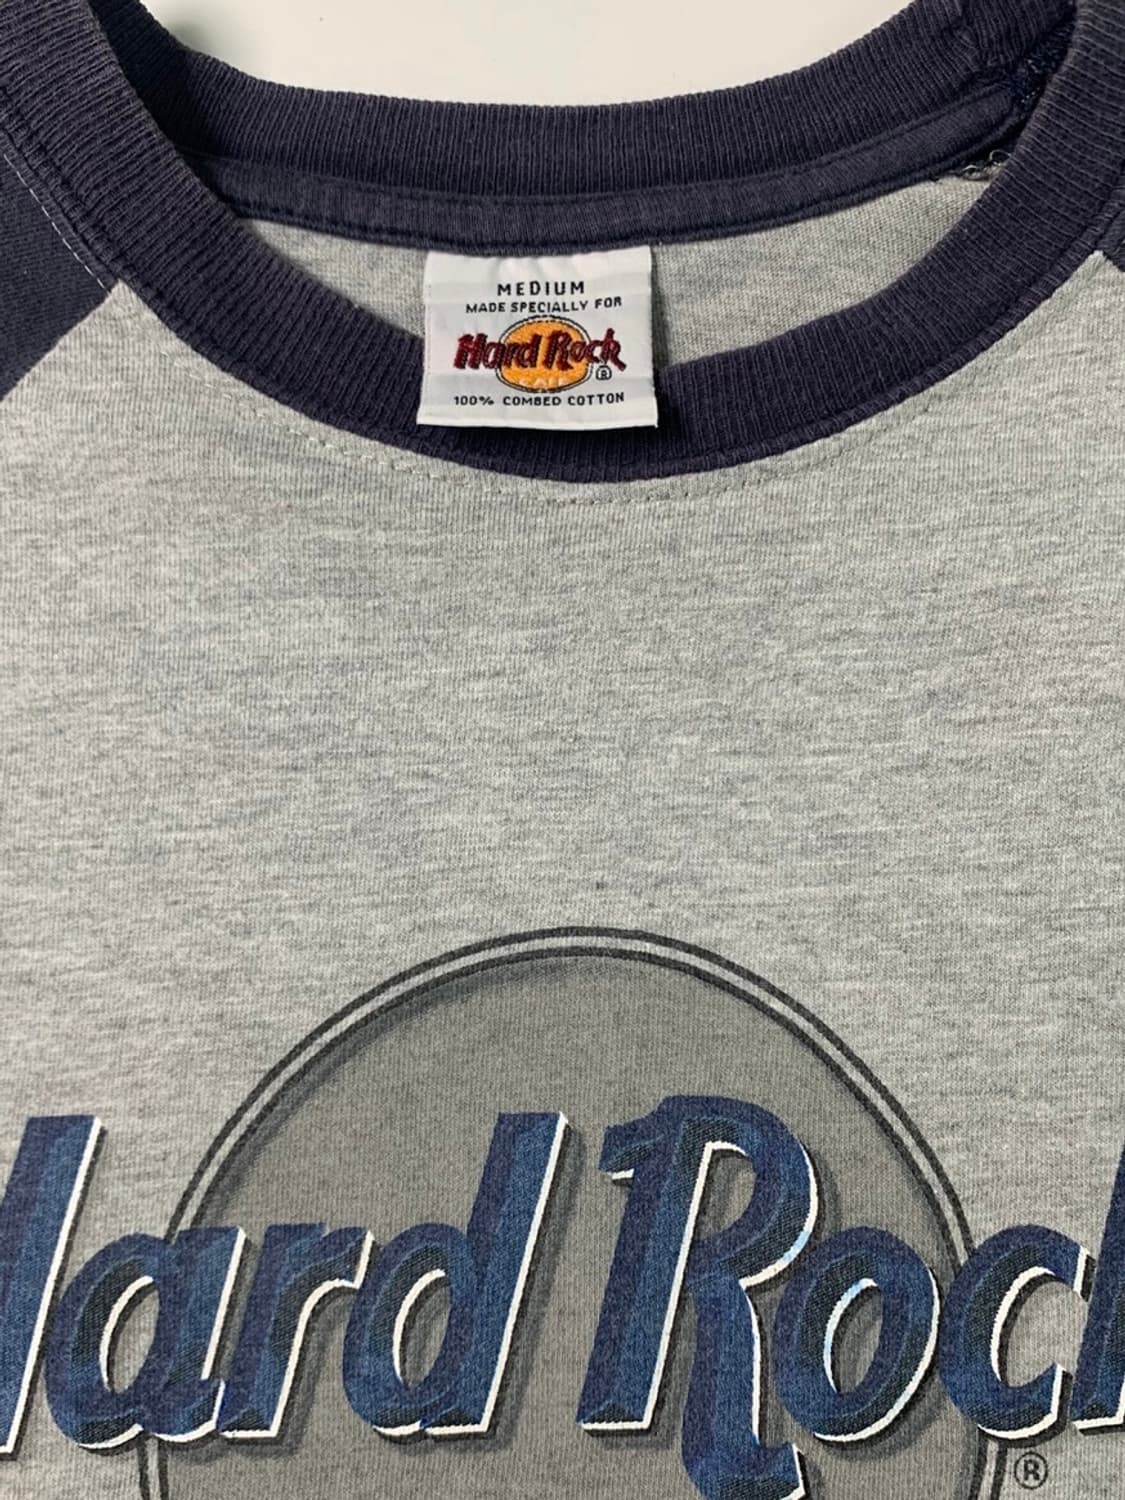 MEDIUM
MADE SPECIALLY FOR
Hard Rock
CAFE
®
100% COMBED COTTON
Hard Rock
®